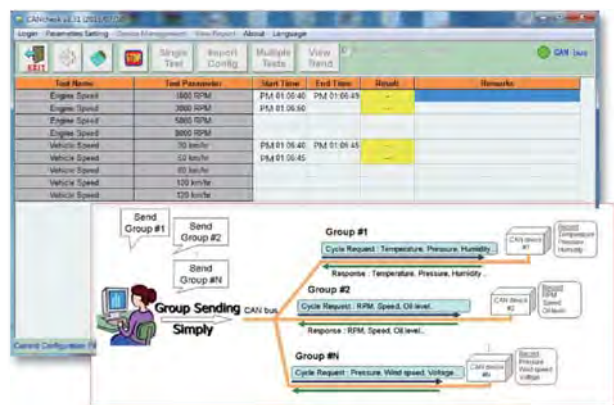 CANcheck v1.31 (2015/07/
Login Parameters Setting Device Management View Report About Language
EXIT
STOP
Single Test
Import Config
Multiple Tests
View Trend
CAN bus
Test Name Test Parameter Start Time End Time Result Remarks
Engine Speed 1000 RPM PM 01:06:40 PM 01:06:49 ---
Engine Speed 3000 RPM PM 01:06:50 ---
Engine Speed 5000 RPM
Engine Speed 8000 RPM
Vehicle Speed 30 km/hr PM 01:06:40 PM 01:06:45 ---
Vehicle Speed 60 km/hr PM 01:06:45
Vehicle Speed 80 km/hr
Vehicle Speed 100 km/hr
Vehicle Speed 120 km/hr
Current Configuration
Send
Group #1
Send
Group #2
Send
Group #N
Group Sending
Simply
CAN bus
Group #1
Cycle Request : Temperature, Pressure, Humidity..
Response : Temperature, Pressure, Humidity..
CAN device
#1
Record
Temperature
Pressure
Humidity
Group #2
Cycle Request : RPM, Speed, Oil level..
Response : RPM, Speed, Oil level..
CAN device
#2
Record
RPM
Speed
Oil level
Group #N
Cycle Request : Pressure, Wind speed, Voltage..
CAN device
#N
Record
Pressure
Wind speed
Voltage